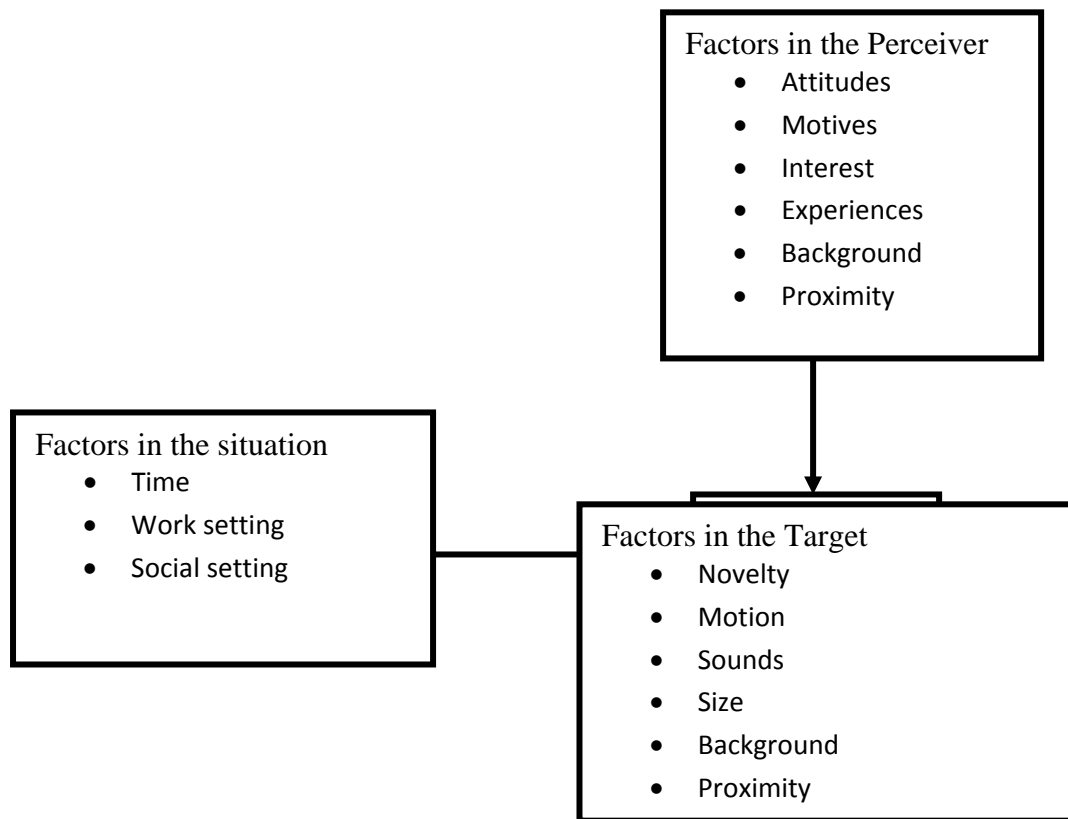 Factors in the Perceiver
• Attitudes
• Motives
• Interest
• Experiences
• Background
• Proximity
Factors in the situation
• Time
• Work setting
• Social setting
Factors in the Target
• Novelty
• Motion
• Sounds
• Size
• Background
• Proximity